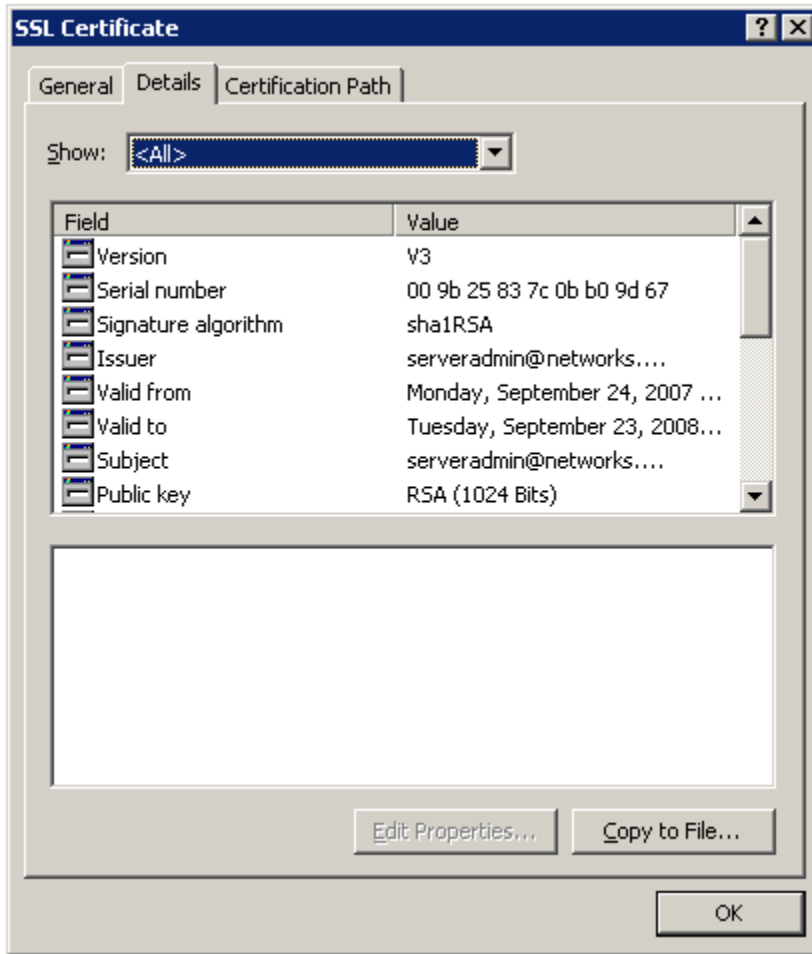 SSL Certificate
General Details Certification Path
Show: <All>
Field Value
Version V3
Serial number 00 9b 25 83 7c 0b b0 9d 67
Signature algorithm sha1RSA
Issuer serveradmin@networks....
Valid from Monday, September 24, 2007 ...
Valid to Tuesday, September 23, 2008...
Subject serveradmin@networks....
Public key RSA (1024 Bits)
Edit Properties... Copy to File...
OK